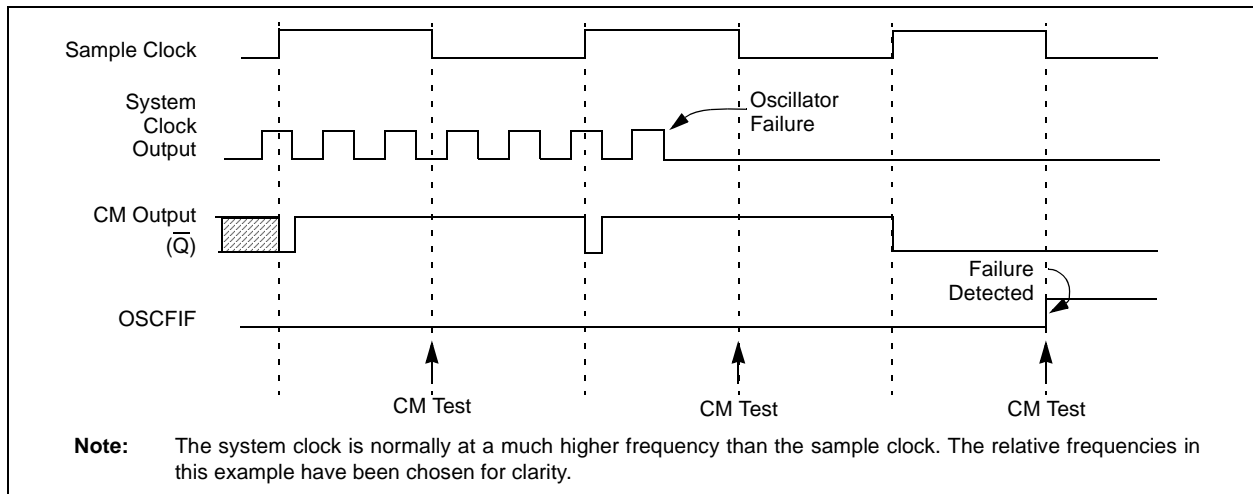 Sample Clock
System
Clock
Output
Oscillator
Failure
CM Output
(Q)
Failure
Detected
OSCFIF
CM Test
CM Test
CM Test
Note: The system clock is normally at a much higher frequency than the sample clock. The relative frequencies in
this example have been chosen for clarity.